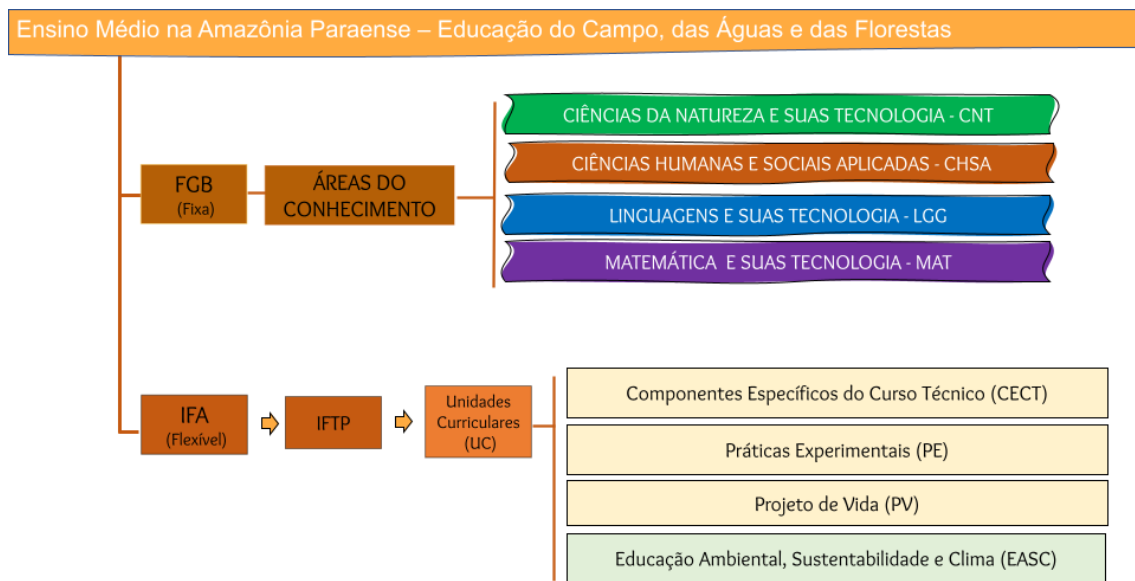 Ensino Médio na Amazônia Paraense – Educação do Campo, das Águas e das Florestas
CIÊNCIAS DA NATUREZA E SUAS TECNOLOGIA - CNT
CIÊNCIAS HUMANAS E SOCIAIS APLICADAS - CHSA
FGB
(Fixa)
ÁREAS DO
CONHECIMENTO
LINGUAGENS E SUAS TECNOLOGIA - LGG
MATEMÁTICA E SUAS TECNOLOGIA - MAT
IFA
(Flexível)
IFTP
Unidades
Curriculares
(UC)
Componentes Específicos do Curso Técnico (CECT)
Práticas Experimentais (PE)
Projeto de Vida (PV)
Educação Ambiental, Sustentabilidade e Clima (EASC)